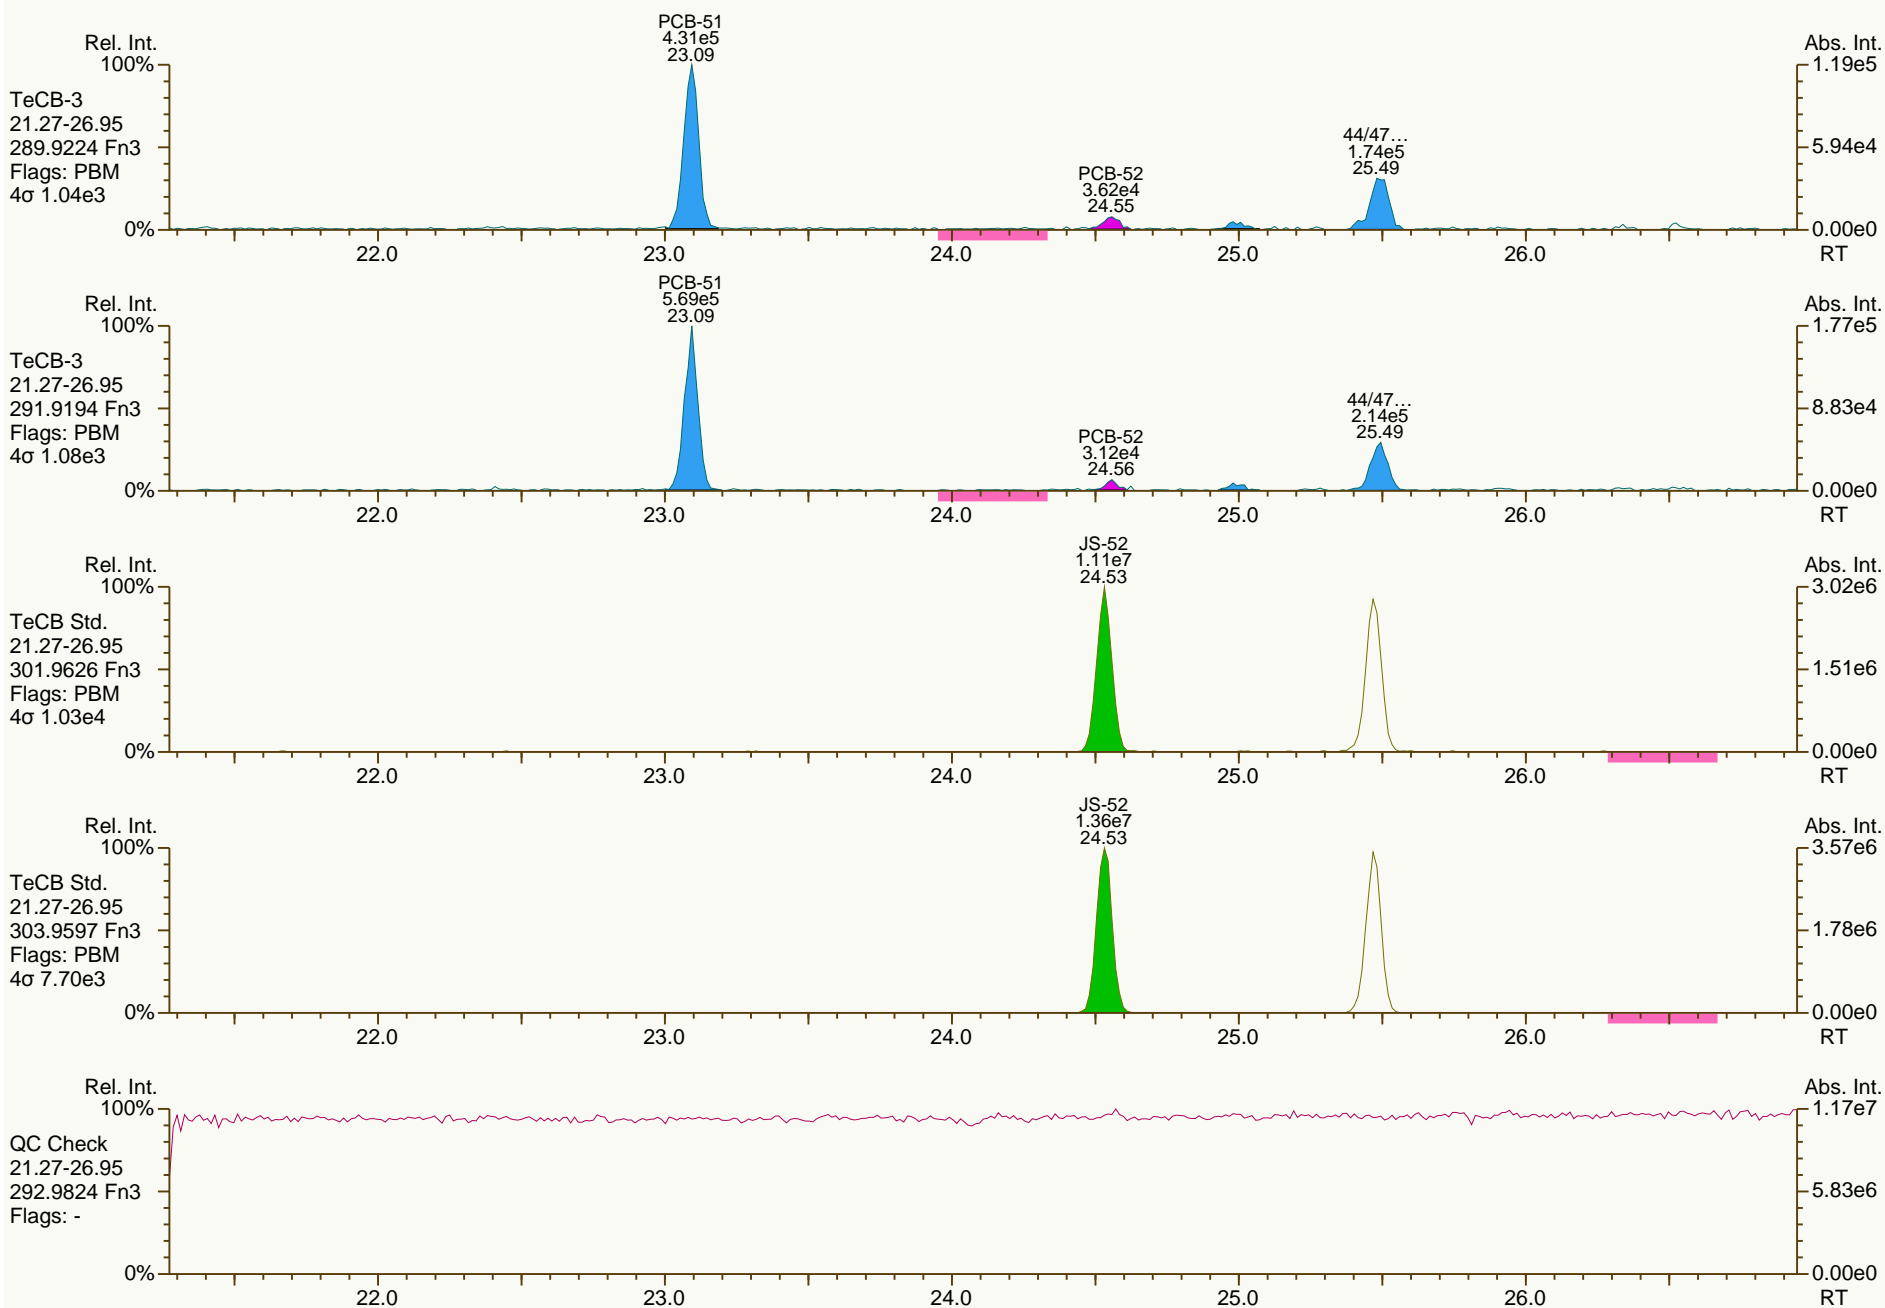 PCB-51
4.31e5
23.09
Rel. Int.
Abs. Int.
100%
1.19e5
TeCB-3
21.27-26.95
289.9224 Fn3
Flags: PBM
4σ 1.04e3
44/47...
1.74e5
25.49
5.94e4
PCB-52
3.62e4
24.55
0%
0.00e0
22.0 23.0 24.0 25.0 26.0 RT
PCB-51
5.69e5
23.09
Rel. Int.
Abs. Int.
100%
1.77e5
TeCB-3
21.27-26.95
291.9194 Fn3
Flags: PBM
4σ 1.08e3
44/47...
2.14e5
25.49
8.83e4
PCB-52
3.12e4
24.56
0%
0.00e0
22.0 23.0 24.0 25.0 26.0 RT
JS-52
1.11e7
24.53
Rel. Int.
Abs. Int.
100%
3.02e6
TeCB Std.
21.27-26.95
301.9626 Fn3
Flags: PBM
4σ 1.03e4
1.51e6
0%
0.00e0
22.0 23.0 24.0 25.0 26.0 RT
JS-52
1.36e7
24.53
Rel. Int.
Abs. Int.
100%
3.57e6
TeCB Std.
21.27-26.95
303.9597 Fn3
Flags: PBM
4σ 7.70e3
1.78e6
0%
0.00e0
22.0 23.0 24.0 25.0 26.0 RT
Rel. Int.
Abs. Int.
100%
1.17e7
QC Check
21.27-26.95
292.9824 Fn3
Flags: -
5.83e6
0%
0.00e0
22.0 23.0 24.0 25.0 26.0 RT